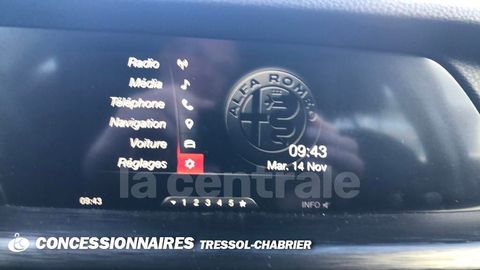 Radio
Média
Téléphone
Navigation
Voiture
Réglages
ALFA ROMEO
09:43
Mar. 14 Nov
la centrale
09:43
1 2 3 4 5
INFO
CONCESSIONNAIRES TRESSOL-CHABRIER